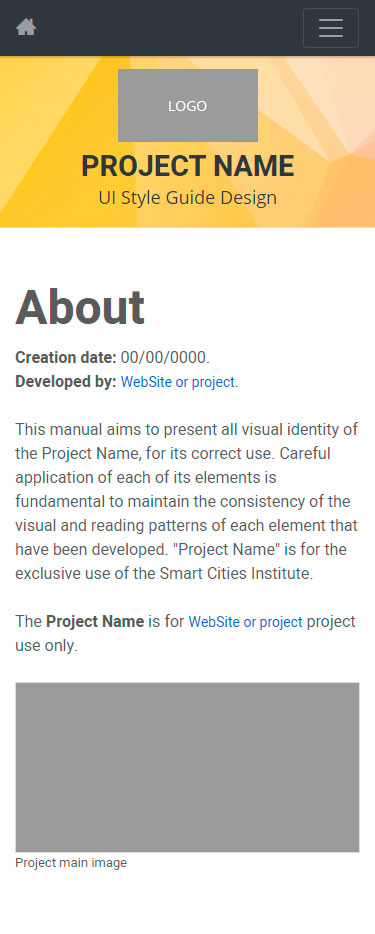 LOGO
PROJECT NAME
UI Style Guide Design
About
Creation date: 00/00/0000.
Developed by: WebSite or project.
This manual aims to present all visual identity of
the Project Name, for its correct use. Careful
application of each of its elements is
fundamental to maintain the consistency of the
visual and reading patterns of each element that
have been developed. "Project Name" is for the
exclusive use of the Smart Cities Institute.
The Project Name is for WebSite or project project
use only.
Project main image